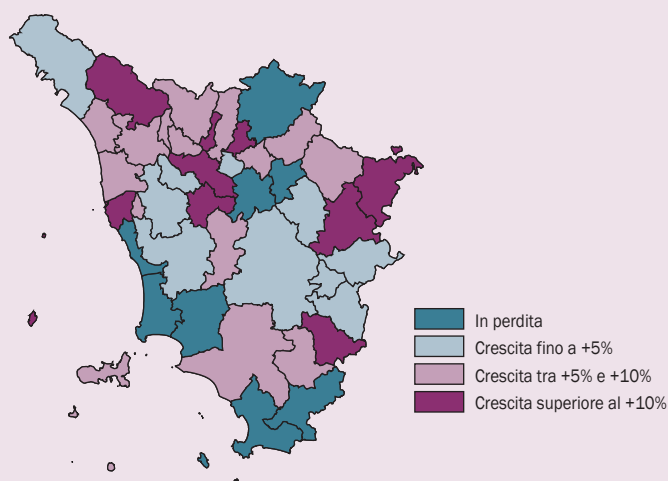 In perdita
Crescita fino a +5%
Crescita tra +5% e +10%
Crescita superiore al +10%